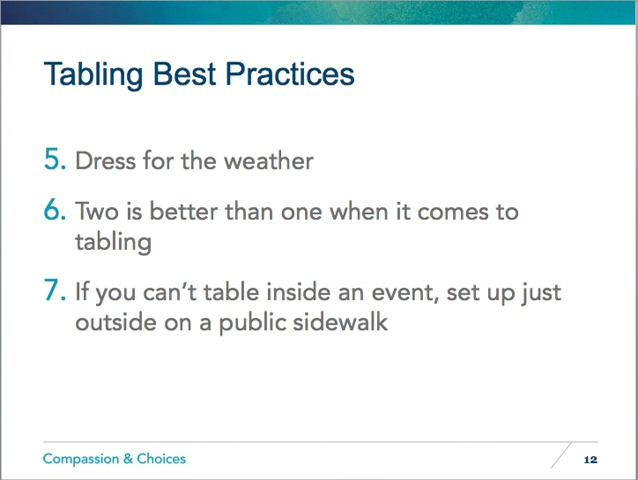 Tabling Best Practices
5. Dress for the weather
6. Two is better than one when it comes to
tabling
7. If you can't table inside an event, set up just
outside on a public sidewalk
Compassion & Choices
12